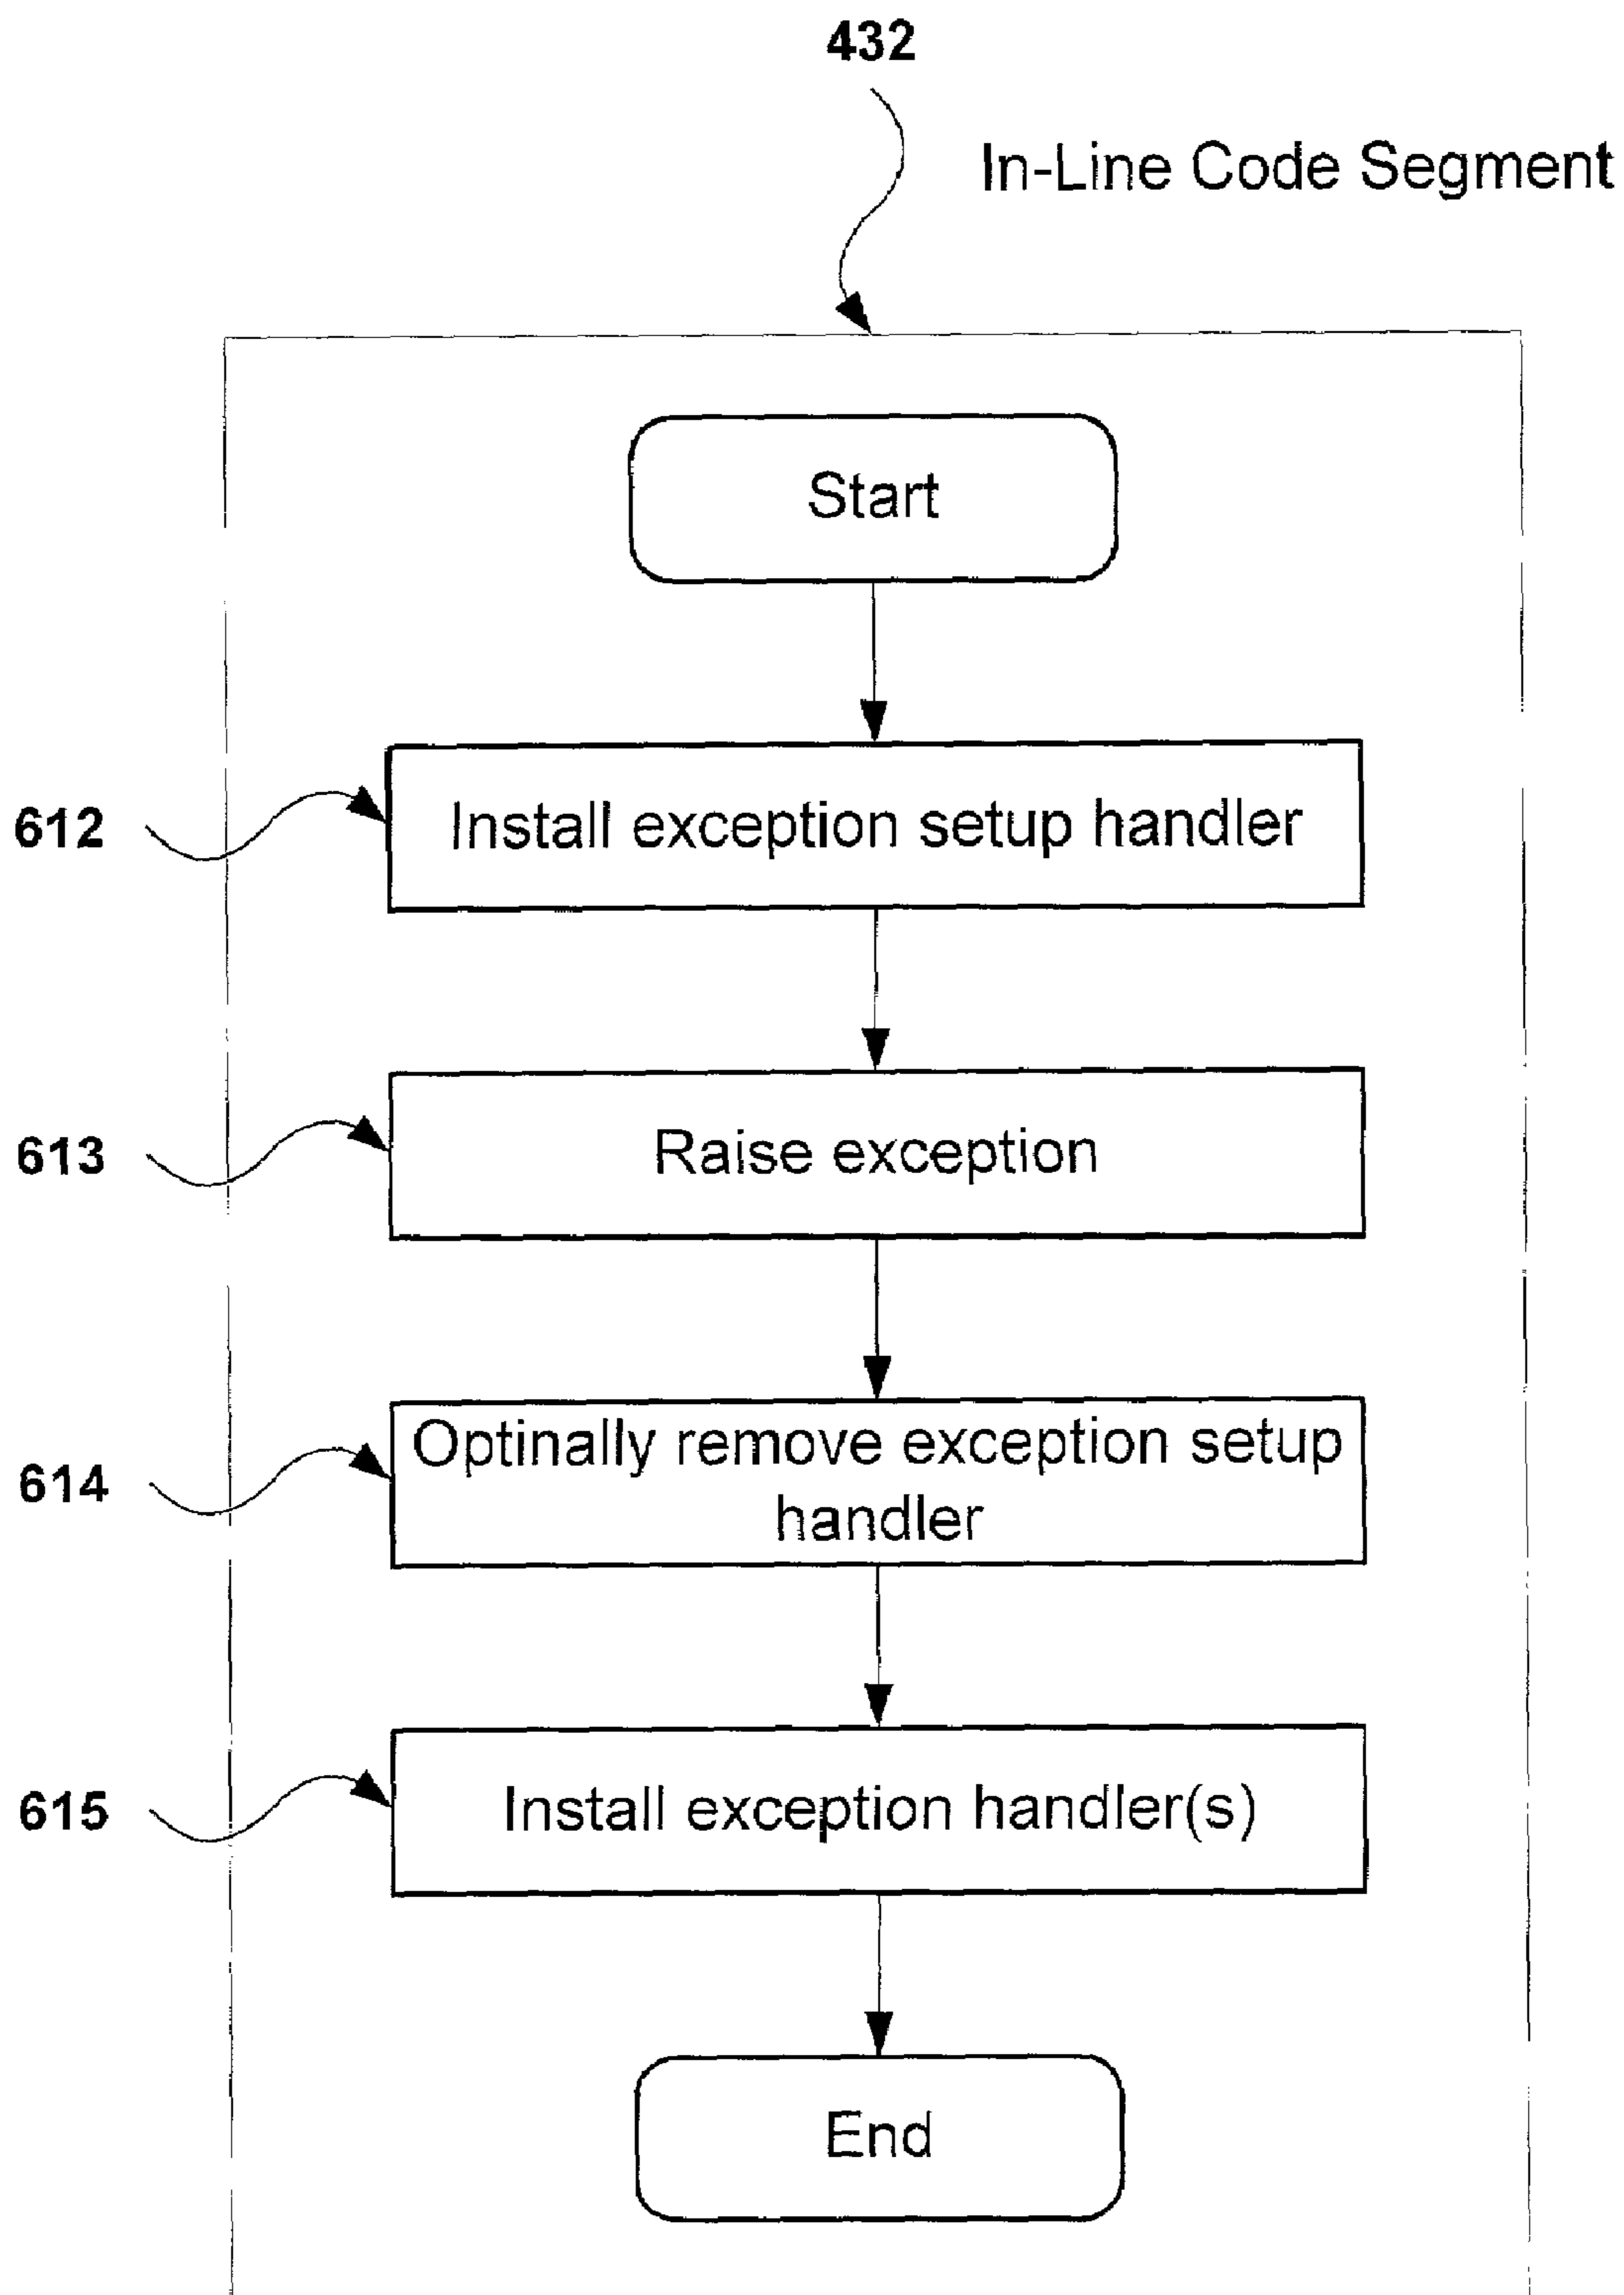 432
In-Line Code Segment
Start
612
Install exception setup handler
613
Raise exception
614
Optinally remove exception setup
handler
615
Install exception handler(s)
End